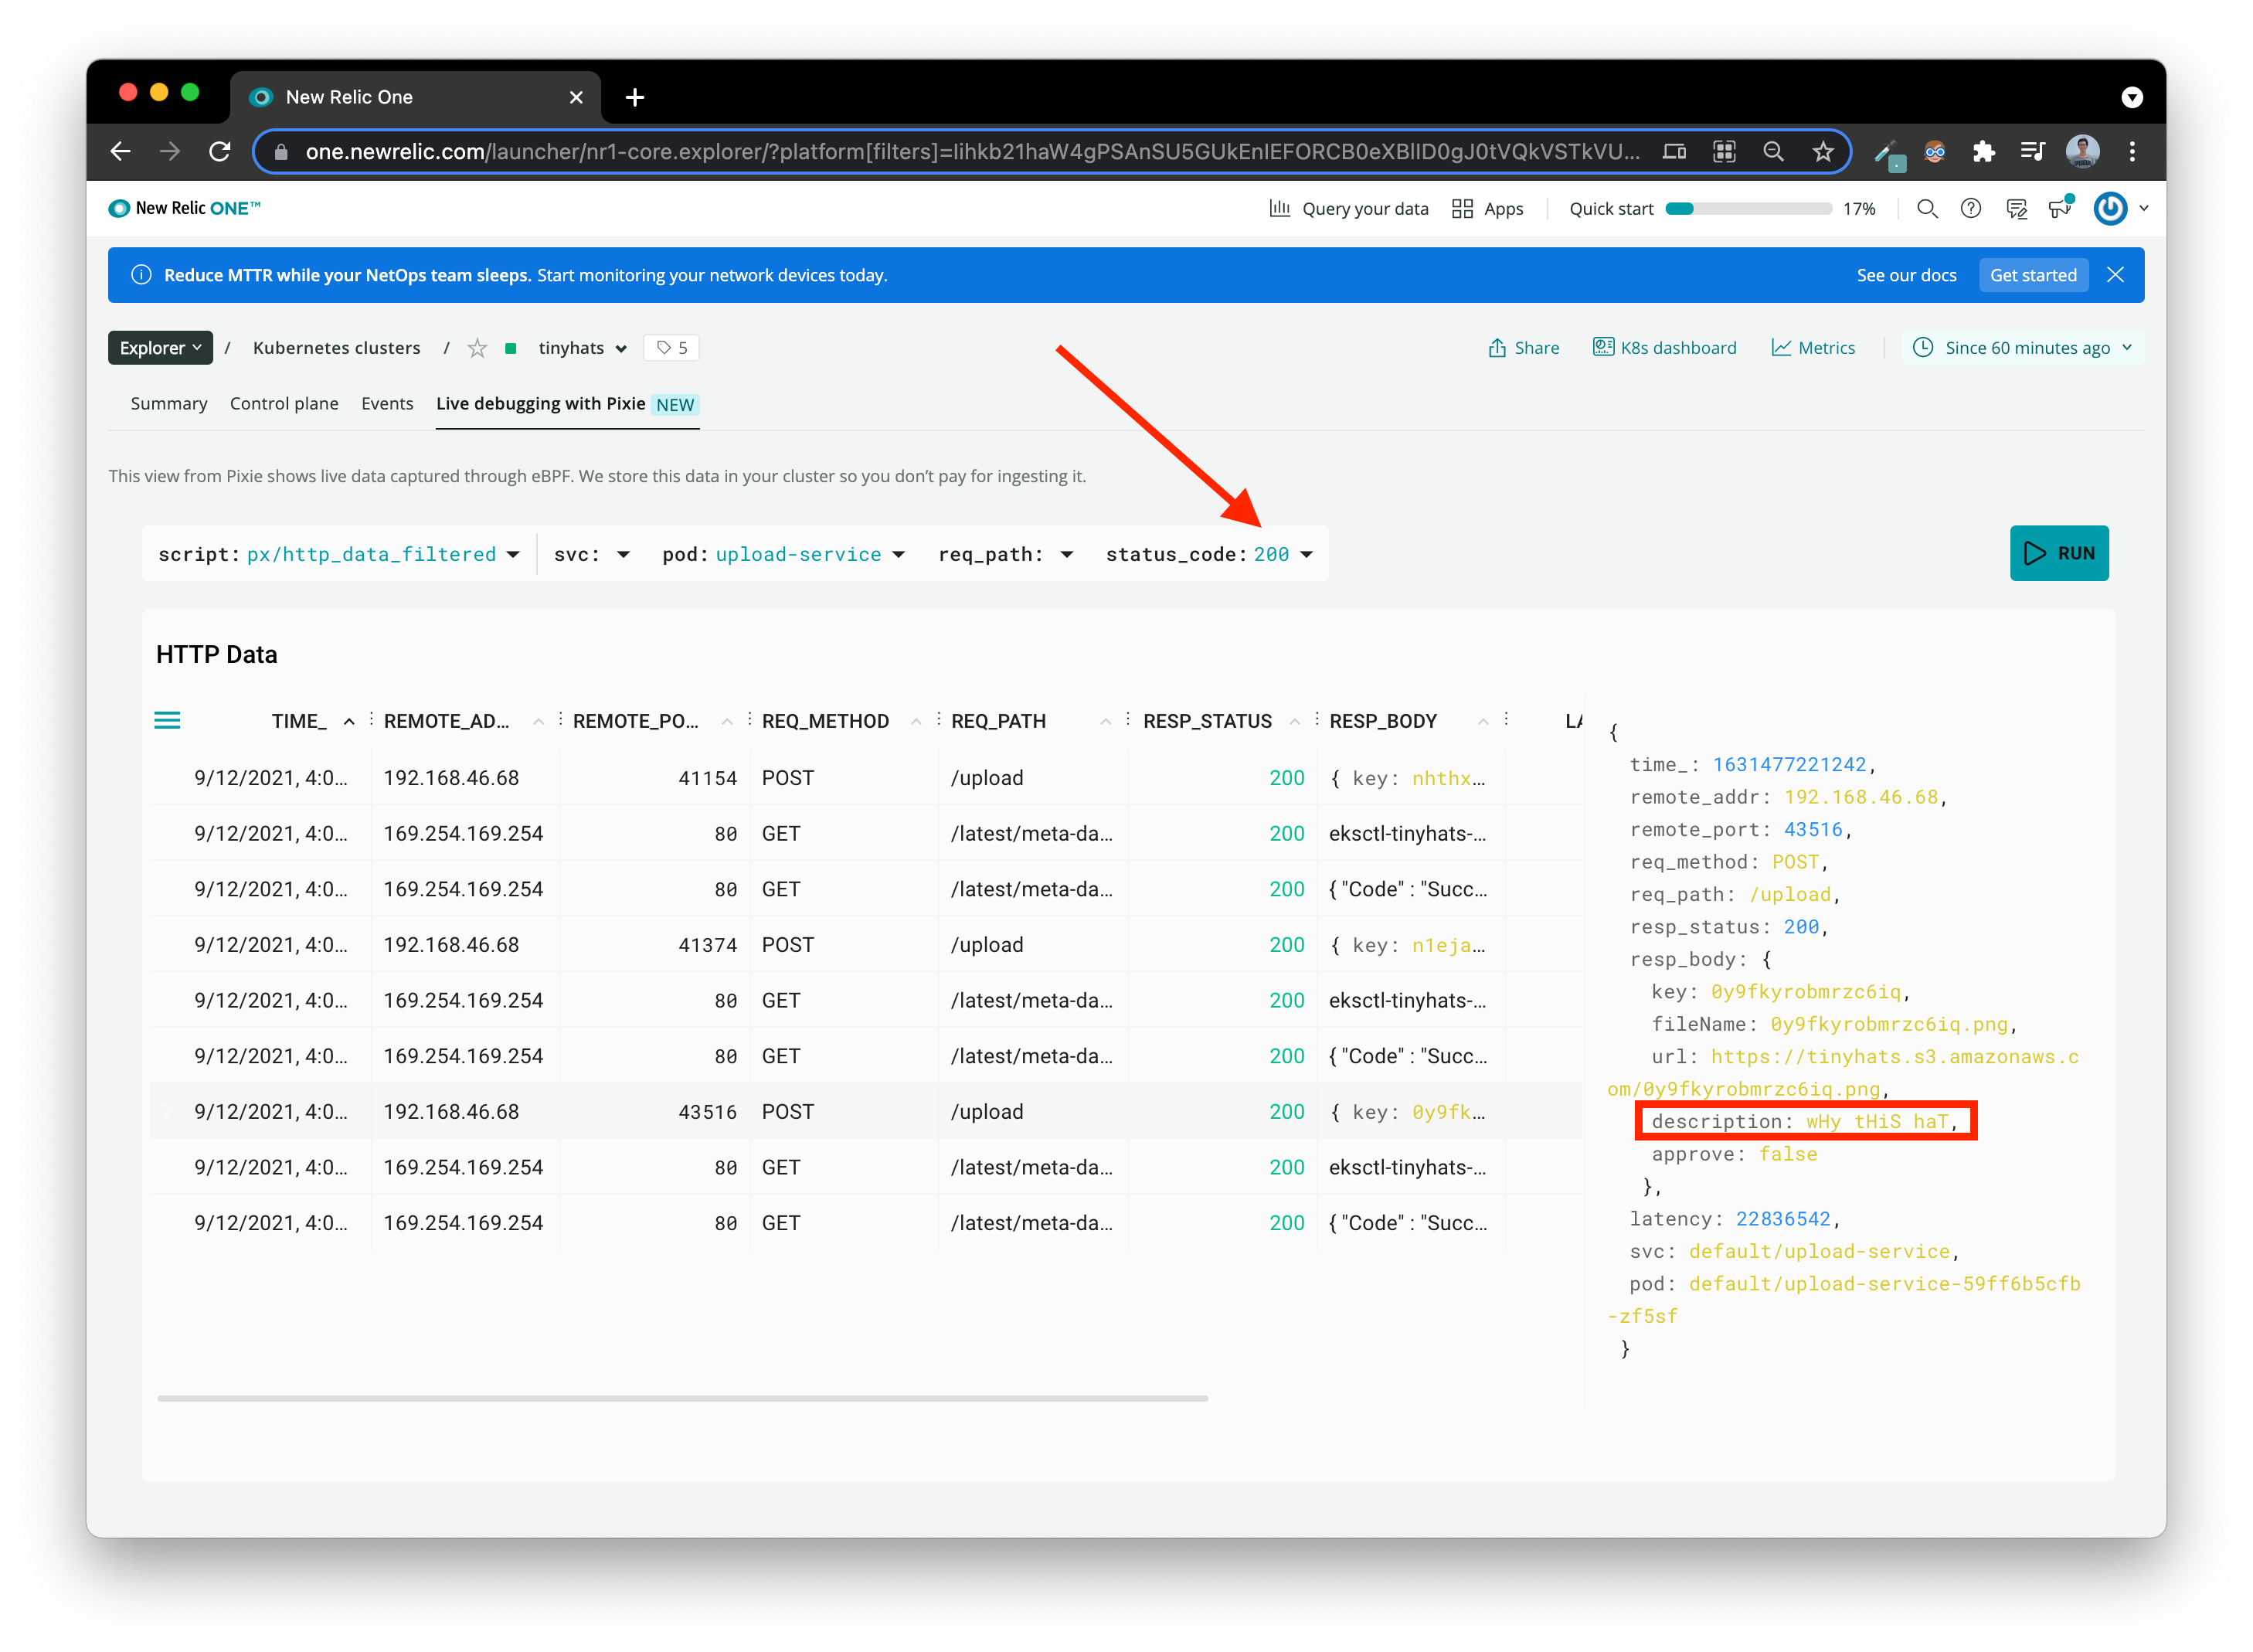 New Relic One
one.newrelic.com/launcher/nr1-core.explorer/?platform[filters]=Iihkb21haW4gPSAnSU5GUkEnIEFORCB0eXBlID0gJ0tVQkVSTkVU...
New Relic ONE™
Query your data
Apps
Quick start
17%
Reduce MTTR while your NetOps team sleeps. Start monitoring your network devices today.
See our docs
Get started
Explorer / Kubernetes clusters / tinyhats 5
Share
K8s dashboard
Metrics
Since 60 minutes ago
Summary Control plane Events Live debugging with Pixie NEW
This view from Pixie shows live data captured through eBPF. We store this data in your cluster so you don't pay for ingesting it.
script: px/http_data_filtered svc: pod: upload-service req_path: status_code: 200
RUN
HTTP Data
TIME_ REMOTE_AD... REMOTE_PO... REQ_METHOD REQ_PATH RESP_STATUS RESP_BODY LA
9/12/2021, 4:0... 192.168.46.68 41154 POST /upload 200 { key: nhthx...
9/12/2021, 4:0... 169.254.169.254 80 GET /latest/meta-da... 200 eksctl-tinyhats-...
9/12/2021, 4:0... 169.254.169.254 80 GET /latest/meta-da... 200 { "Code" : "Succ...
9/12/2021, 4:0... 192.168.46.68 41374 POST /upload 200 { key: n1eja...
9/12/2021, 4:0... 169.254.169.254 80 GET /latest/meta-da... 200 eksctl-tinyhats-...
9/12/2021, 4:0... 169.254.169.254 80 GET /latest/meta-da... 200 { "Code" : "Succ...
9/12/2021, 4:0... 192.168.46.68 43516 POST /upload 200 { key: 0y9fk...
9/12/2021, 4:0... 169.254.169.254 80 GET /latest/meta-da... 200 eksctl-tinyhats-...
9/12/2021, 4:0... 169.254.169.254 80 GET /latest/meta-da... 200 { "Code" : "Succ...
{
time_: 1631477221242,
remote_addr: 192.168.46.68,
remote_port: 43516,
req_method: POST,
req_path: /upload,
resp_status: 200,
resp_body: {
key: 0y9fkyrobmrzc6iq,
fileName: 0y9fkyrobmrzc6iq.png,
url: https://tinyhats.s3.amazonaws.c
om/0y9fkyrobmrzc6iq.png,
description: wHy tHiS haT,
approve: false
},
latency: 22836542,
svc: default/upload-service,
pod: default/upload-service-59ff6b5cfb
-zf5sf
}